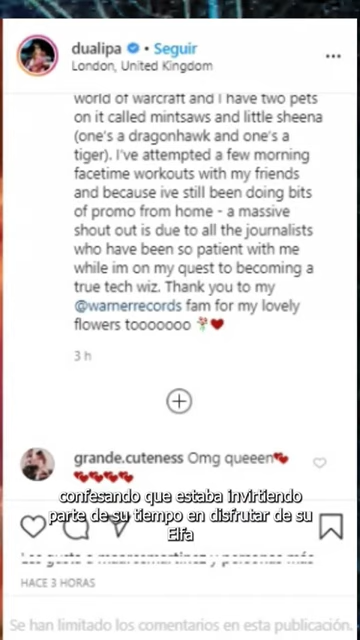 dualipa • Seguir
London, United Kingdom
world of warcraft and I have two pets
on it called mintsaws and little sheena
(one's a dragonhawk and one's a
tiger). I've attempted a few morning
facetime workouts with my friends
and because ive still been doing bits
of promo from home - a massive
shout out is due to all the journalists
who have been so patient with me
while im on my quest to becoming a
true tech wiz. Thank you to my
@warnerrecords fam for my lovely
flowers tooooooo 💐❤️
3 h
grande.cuteness Omg queeen💕
💕💕💕💕
confesando que estaba invirtiendo
parte de su tiempo en disfrutar de su
Elfa
HACE 3 HORAS
Se han limitado los comentarios en esta publicación.